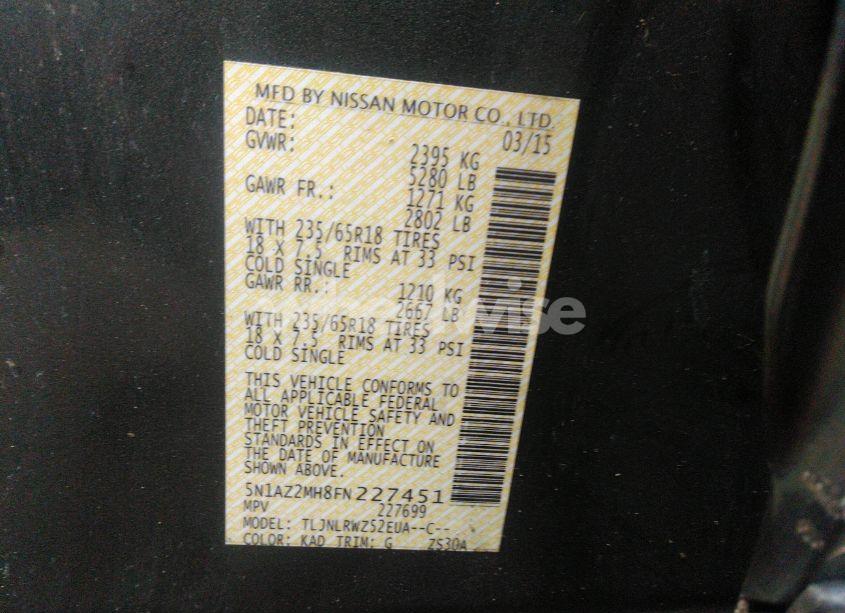 MFD BY NISSAN MOTOR CO., LTD.
DATE: 03/15
GVWR: 2395 KG
5280 LB
GAWR FR.: 1271 KG
2802 LB
WITH 235/65R18 TIRES
18 X 7.5 RIMS AT 33 PSI
COLD SINGLE
GAWR RR.: 1210 KG
2667 LB
WITH 235/65R18 TIRES
18 X 7.5 RIMS AT 33 PSI
COLD SINGLE
THIS VEHICLE CONFORMS TO
ALL APPLICABLE FEDERAL
MOTOR VEHICLE SAFETY AND
THEFT PREVENTION
STANDARDS IN EFFECT ON
THE DATE OF MANUFACTURE
SHOWN ABOVE.
5N1AZ2MH8FN227451
MPV 227699
MODEL: TLJNLRWZ52EUA--C--
COLOR: KAD TRIM: G ZS30A